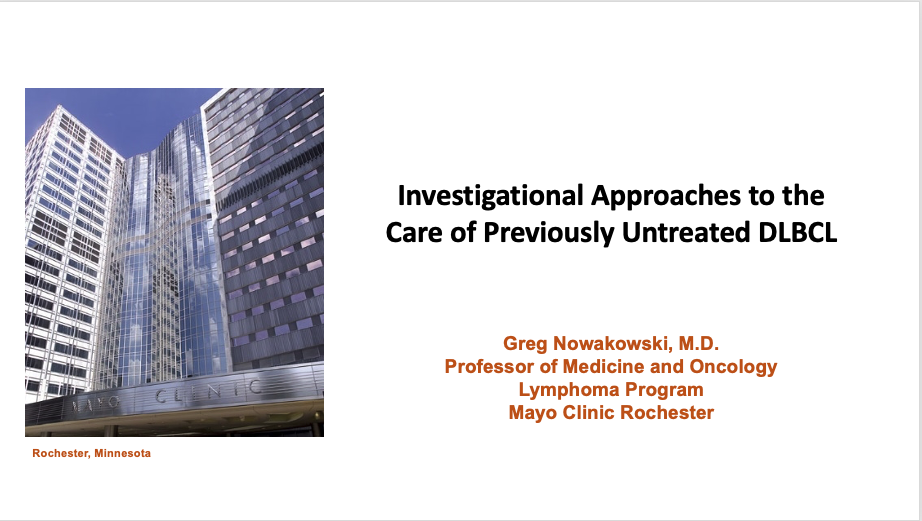 Investigational Approaches to the
Care of Previously Untreated DLBCL
Greg Nowakowski, M.D.
Professor of Medicine and Oncology
Lymphoma Program
Mayo Clinic Rochester
MAYO CLINIC
Rochester, Minnesota